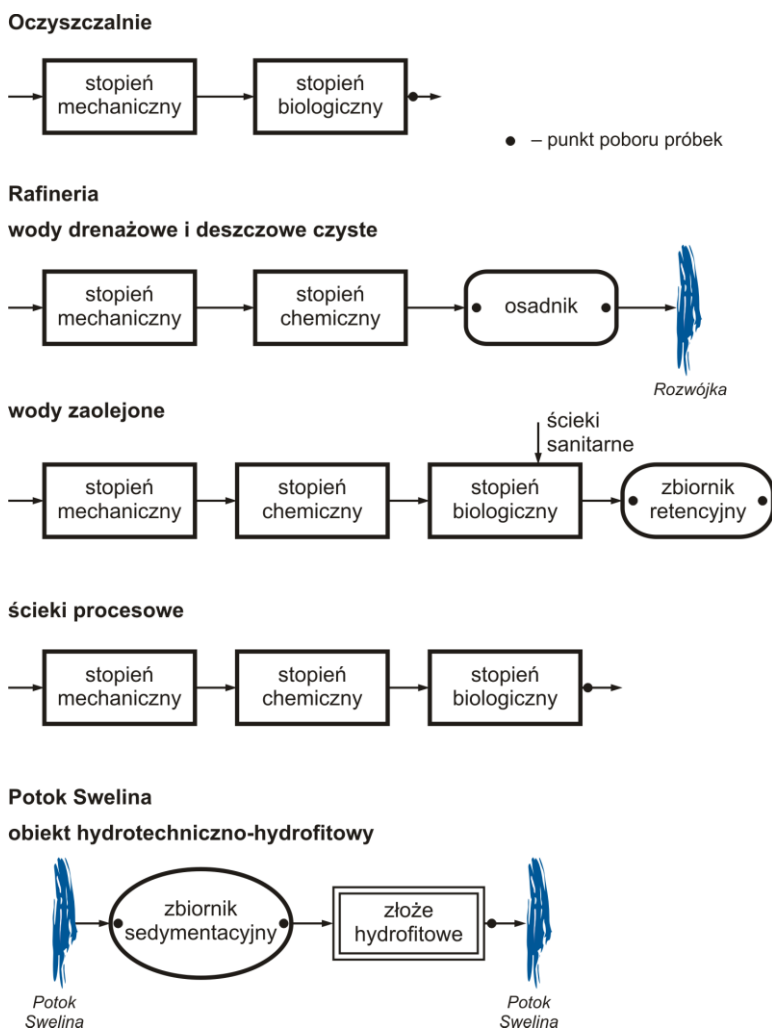 Oczyszczalnie
stopień
mechaniczny
stopień
biologiczny
– punkt poboru próbek
Rafineria
wody drenażowe i deszczowe czyste
stopień
mechaniczny
stopień
chemiczny
osadnik
Rozwójka
wody zaolejone
ścieki
sanitarne
stopień
mechaniczny
stopień
chemiczny
stopień
biologiczny
zbiornik
retencyjny
ścieki procesowe
stopień
mechaniczny
stopień
chemiczny
stopień
biologiczny
Potok Swelina
obiekt hydrotechniczno-hydrofitowy
zbiornik
sedymentacyjny
złoże
hydrofitowe
Potok
Swelina
Potok
Swelina